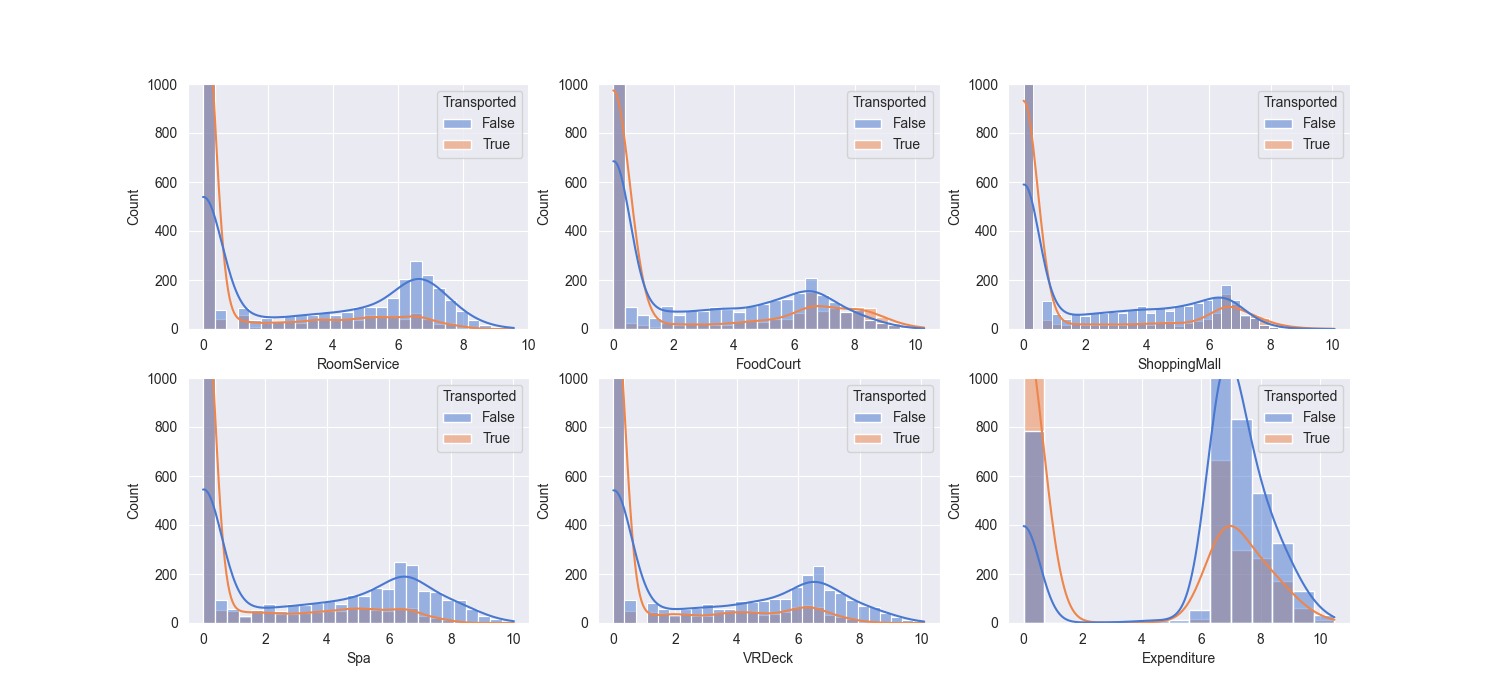 1000
800
600
400
200
0
Count
0 2 4 6 8 10
RoomService
Transported
False
True
1000
800
600
400
200
0
Count
0 2 4 6 8 10
FoodCourt
Transported
False
True
1000
800
600
400
200
0
Count
0 2 4 6 8 10
ShoppingMall
Transported
False
True
1000
800
600
400
200
0
Count
0 2 4 6 8 10
Spa
Transported
False
True
1000
800
600
400
200
0
Count
0 2 4 6 8 10
VRDeck
Transported
False
True
1000
800
600
400
200
0
Count
0 2 4 6 8 10
Expenditure
Transported
False
True